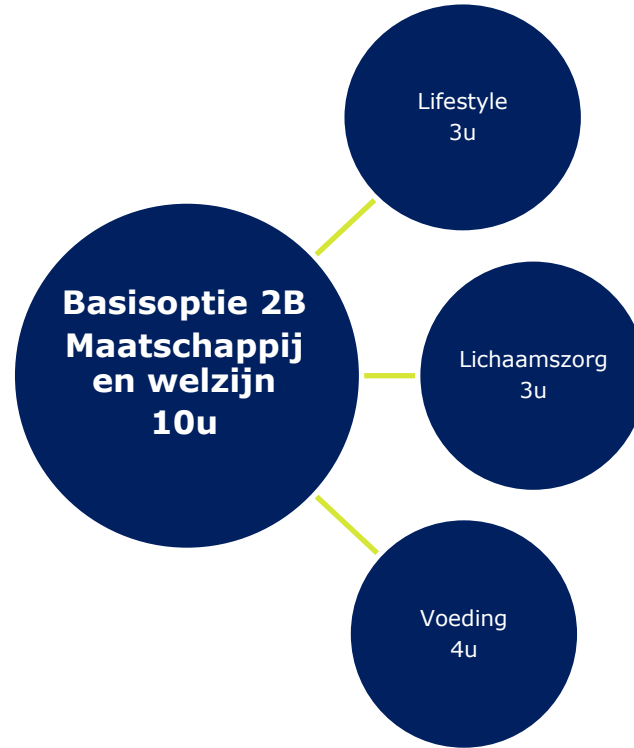 Basisoptie 2B
Maatschappij
en welzijn
10u
Lifestyle
3u
Lichaamszorg
3u
Voeding
4u